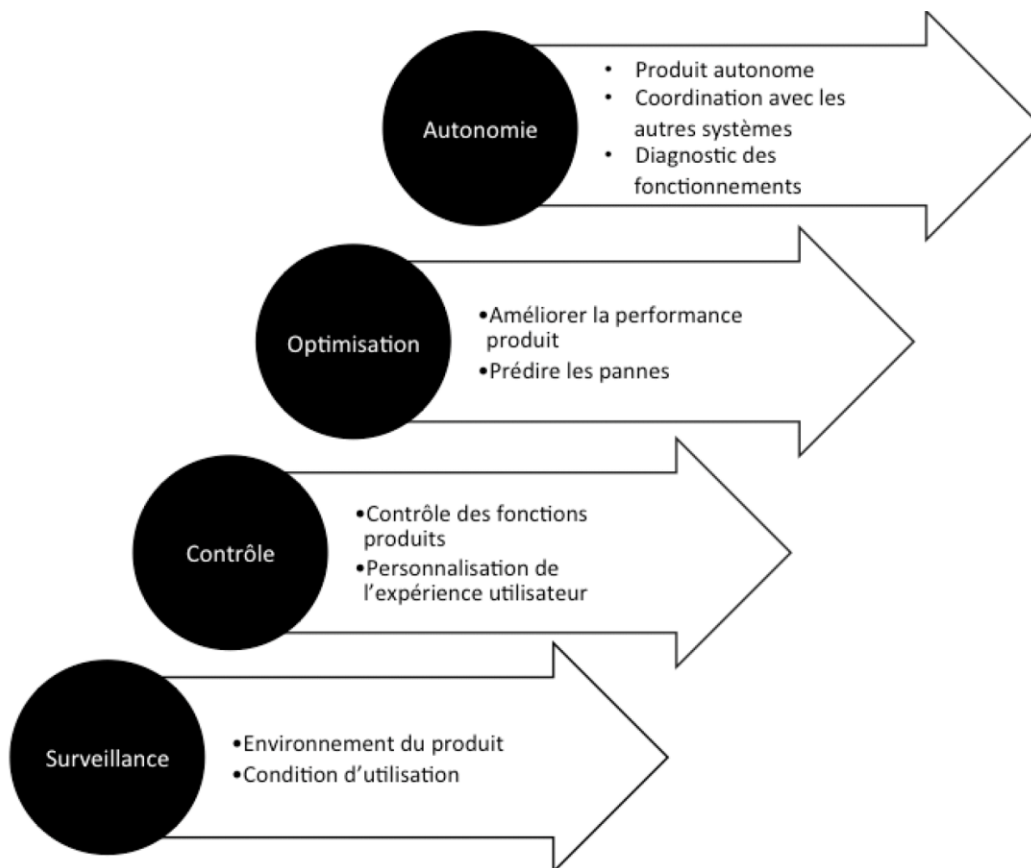 Autonomie
• Produit autonome
• Coordination avec les
autres systèmes
• Diagnostic des
fonctionnements
Optimisation
•Améliorer la performance
produit
•Prédire les pannes
Contrôle
•Contrôle des fonctions
produits
•Personnalisation de
l’expérience utilisateur
Surveillance
•Environnement du produit
•Condition d’utilisation